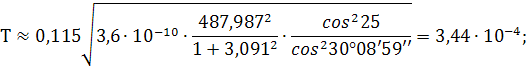 T ≈ 0,115√(3,6 · 10⁻¹⁰ · 487,987²/(1 + 3,091²) · cos²25/cos²30°08′59′′) = 3,44 · 10⁻⁴;